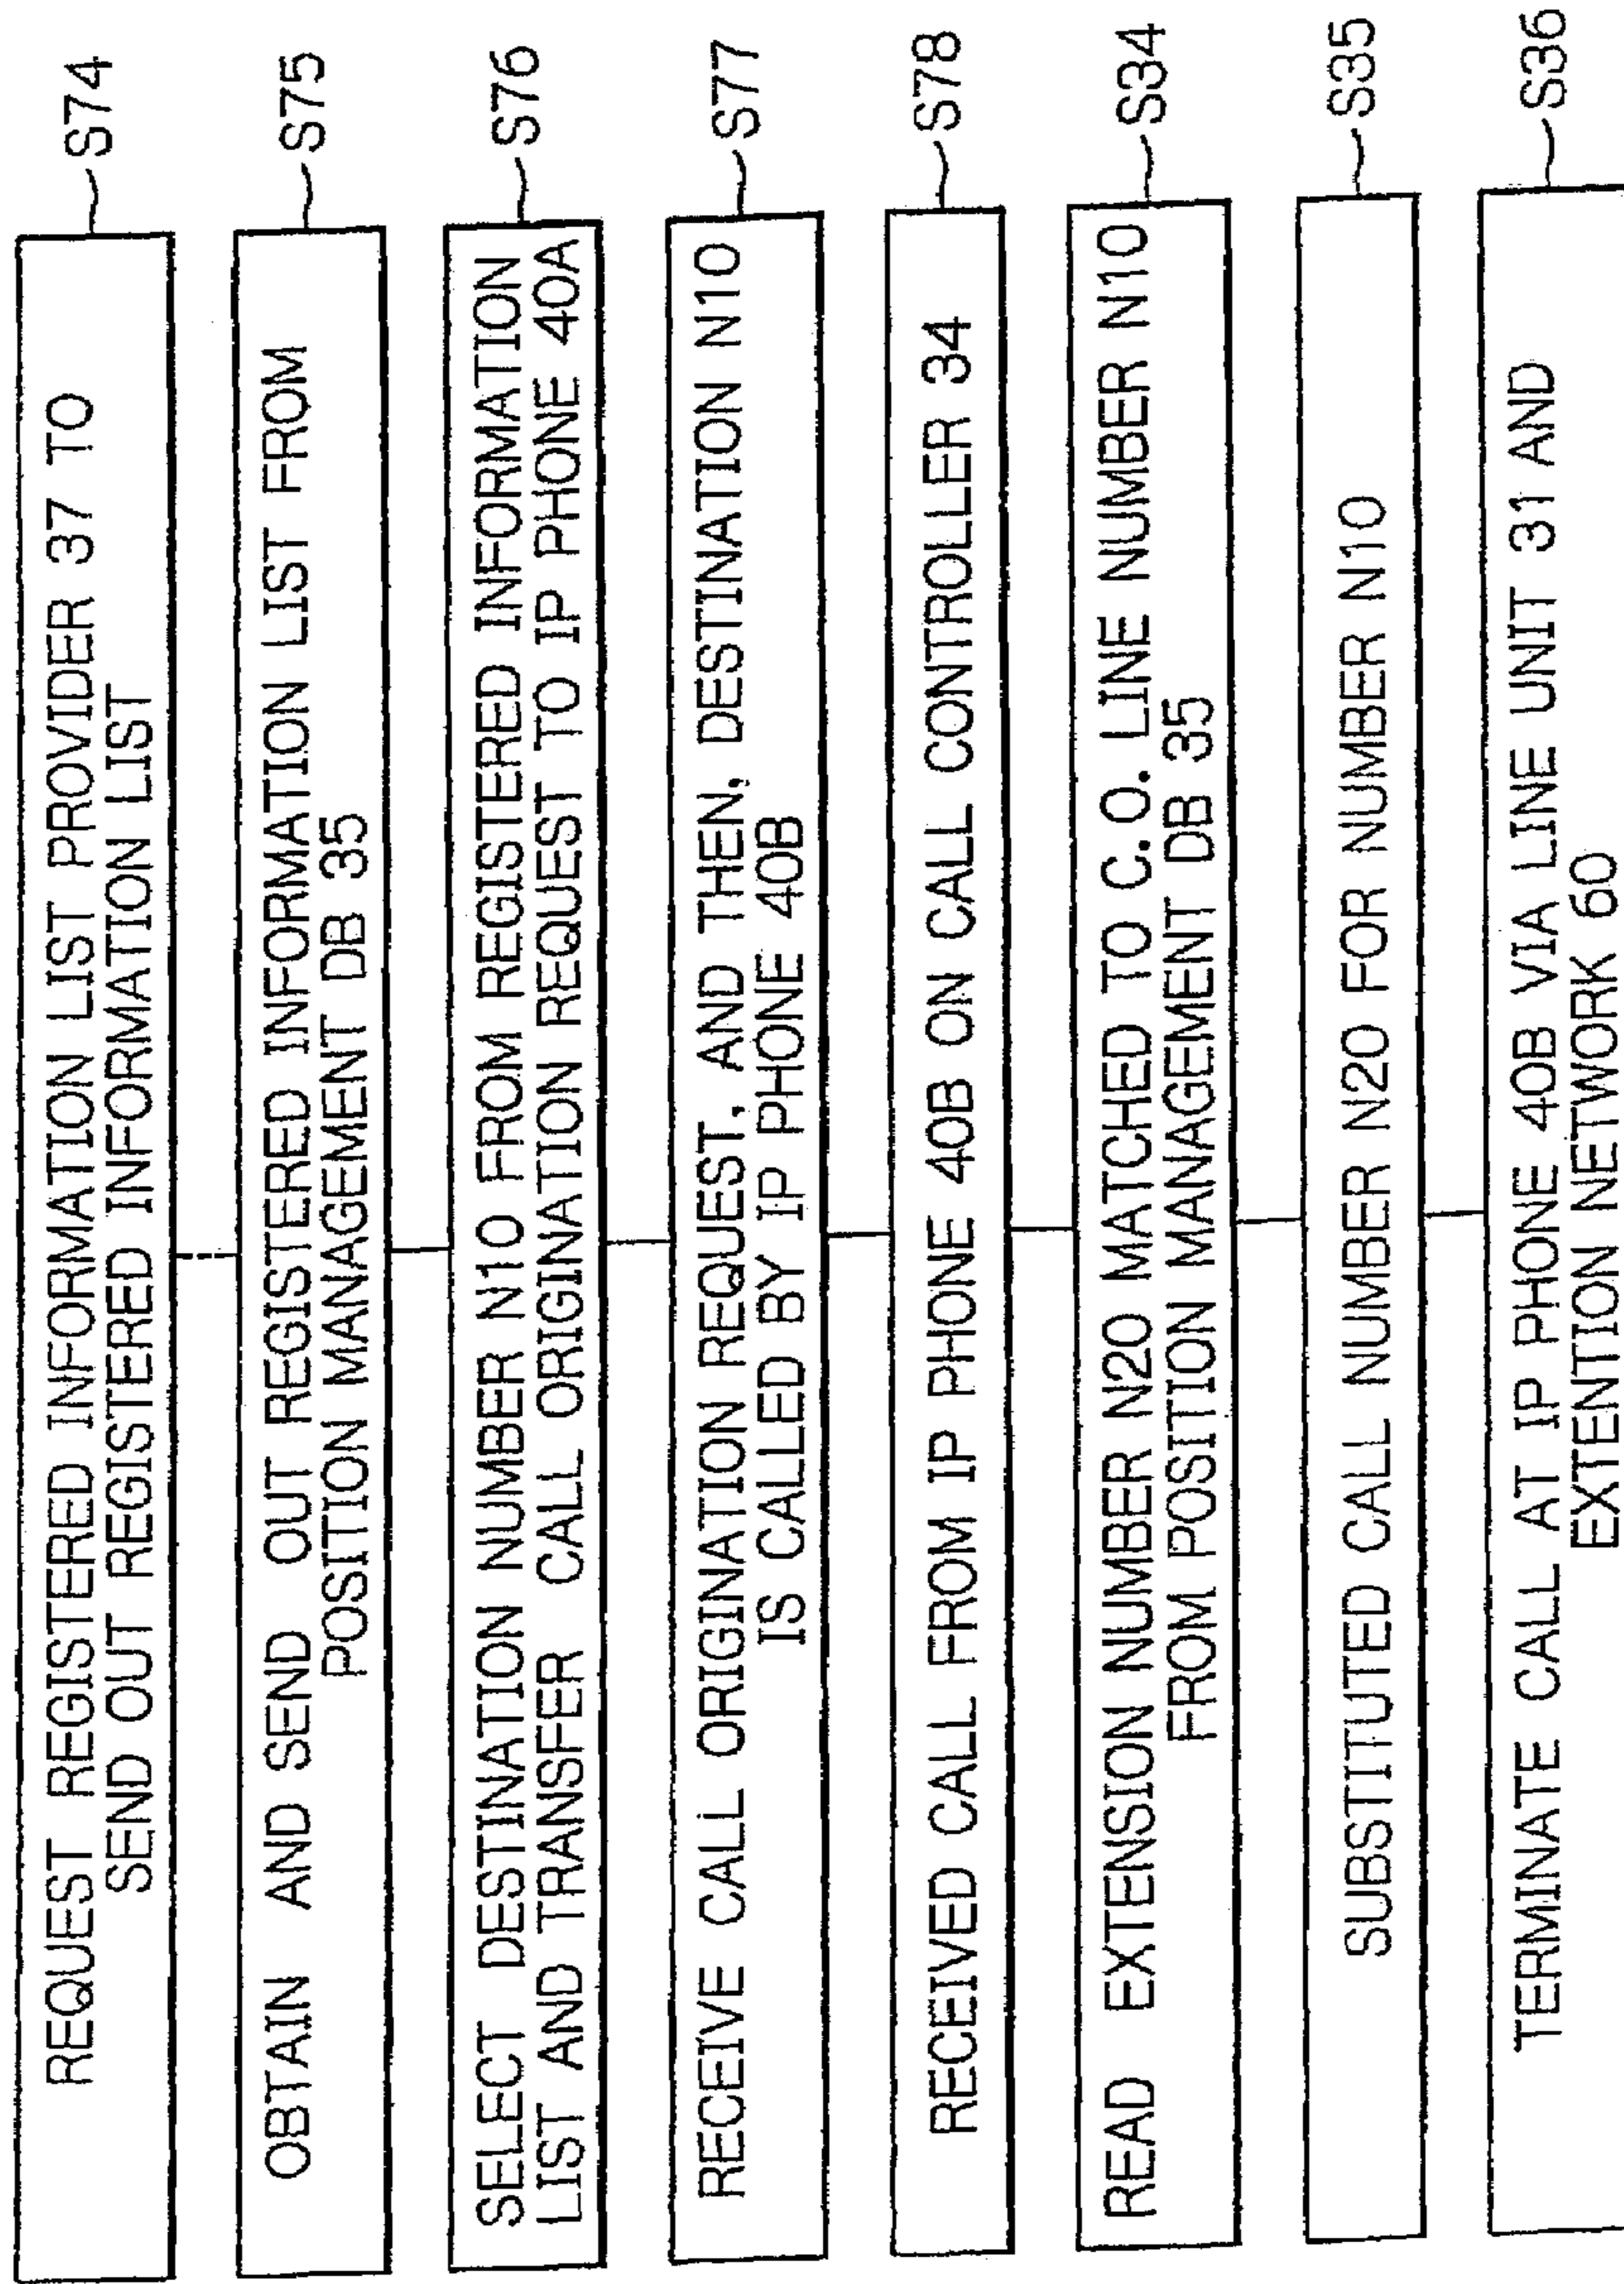 REQUEST REGISTERED INFORMATION LIST PROVIDER 37 TO
SEND OUT REGISTERED INFORMATION LIST
S74
OBTAIN AND SEND OUT REGISTERED INFORMATION LIST FROM
POSITION MANAGEMENT DB 35
S75
SELECT DESTINATION NUMBER N10 FROM REGISTERED INFORMATION
LIST AND TRANSFER CALL ORIGINATION REQUEST TO IP PHONE 40A
S76
RECEIVE CALL ORIGINATION REQUEST, AND THEN, DESTINATION N10
IS CALLED BY IP PHONE 40B
S77
RECEIVED CALL FROM IP PHONE 40B ON CALL CONTROLLER 34
S78
READ EXTENSION NUMBER N20 MATCHED TO C.O. LINE NUMBER N10
FROM POSITION MANAGEMENT DB 35
S34
SUBSTITUTED CALL NUMBER N20 FOR NUMBER N10
S35
TERMINATE CALL AT IP PHONE 40B VIA LINE UNIT 31 AND
EXTENTION NETWORK 60
S36